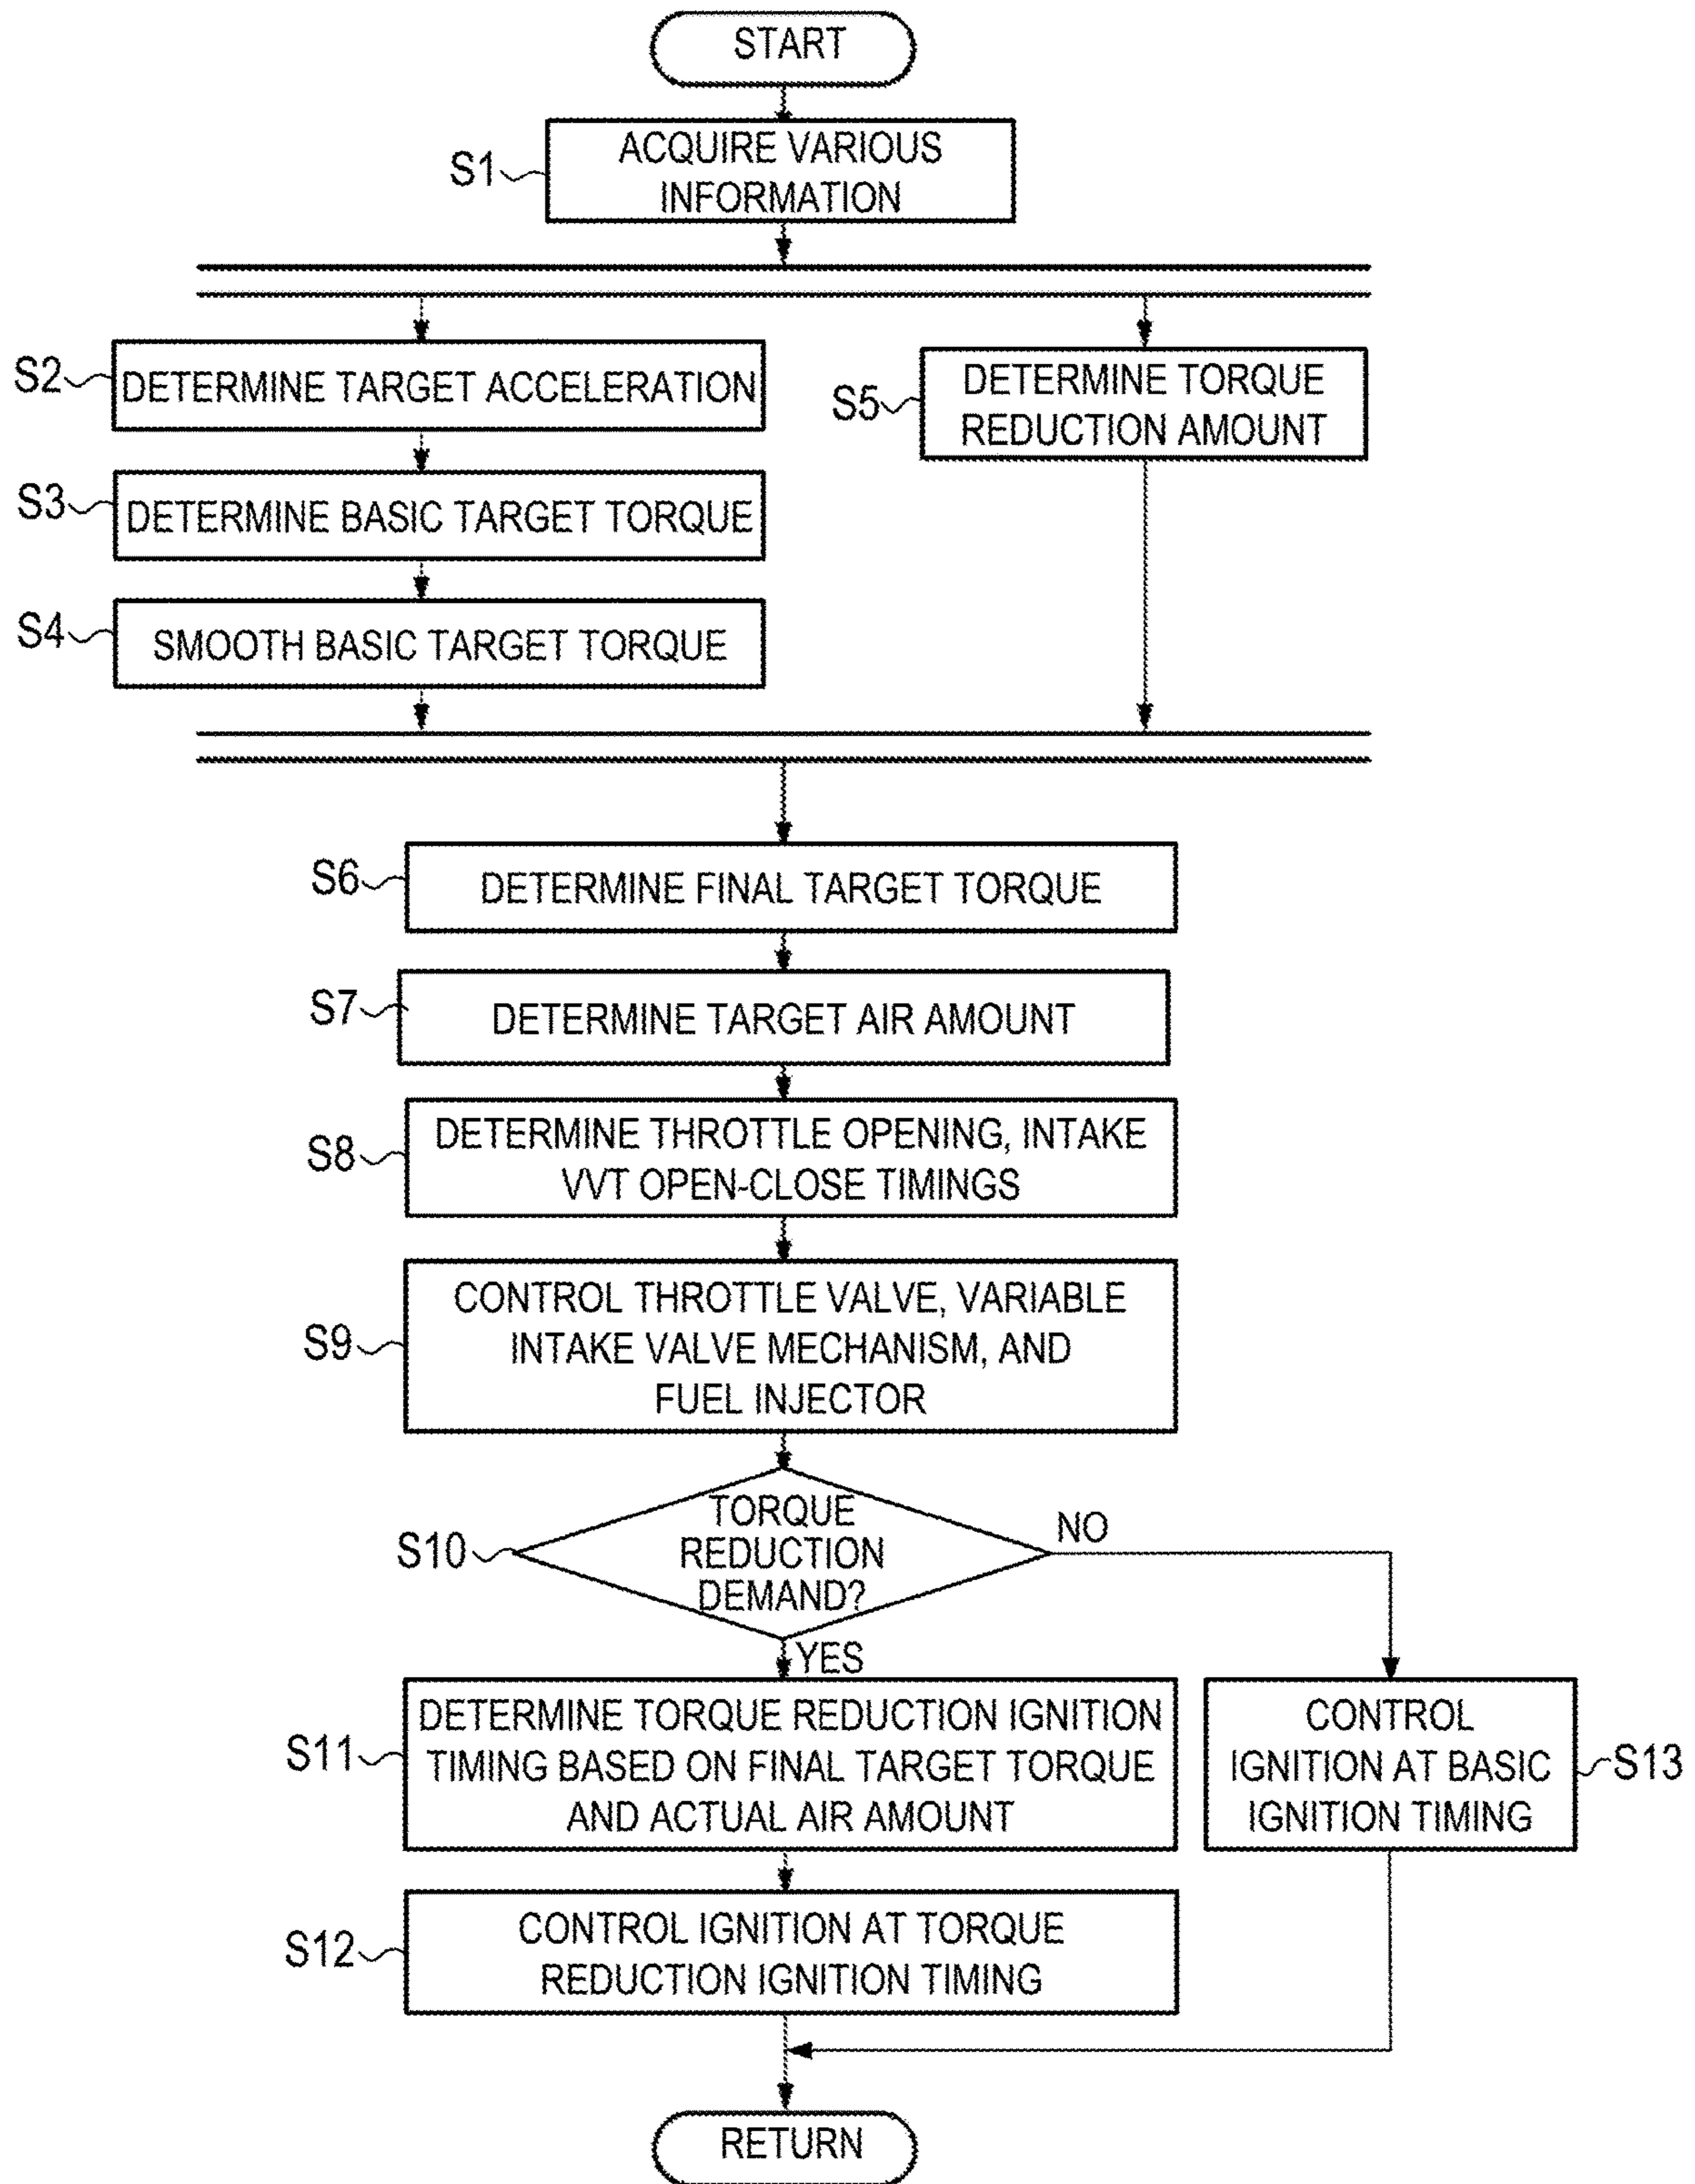 START
S1
ACQUIRE VARIOUS
INFORMATION
S2
DETERMINE TARGET ACCELERATION
S3
DETERMINE BASIC TARGET TORQUE
S4
SMOOTH BASIC TARGET TORQUE
S5
DETERMINE TORQUE
REDUCTION AMOUNT
S6
DETERMINE FINAL TARGET TORQUE
S7
DETERMINE TARGET AIR AMOUNT
S8
DETERMINE THROTTLE OPENING, INTAKE
VVT OPEN-CLOSE TIMINGS
S9
CONTROL THROTTLE VALVE, VARIABLE
INTAKE VALVE MECHANISM, AND
FUEL INJECTOR
S10
TORQUE
REDUCTION
DEMAND?
NO
YES
S11
DETERMINE TORQUE REDUCTION IGNITION
TIMING BASED ON FINAL TARGET TORQUE
AND ACTUAL AIR AMOUNT
S12
CONTROL IGNITION AT TORQUE
REDUCTION IGNITION TIMING
CONTROL
IGNITION AT BASIC
IGNITION TIMING
S13
RETURN